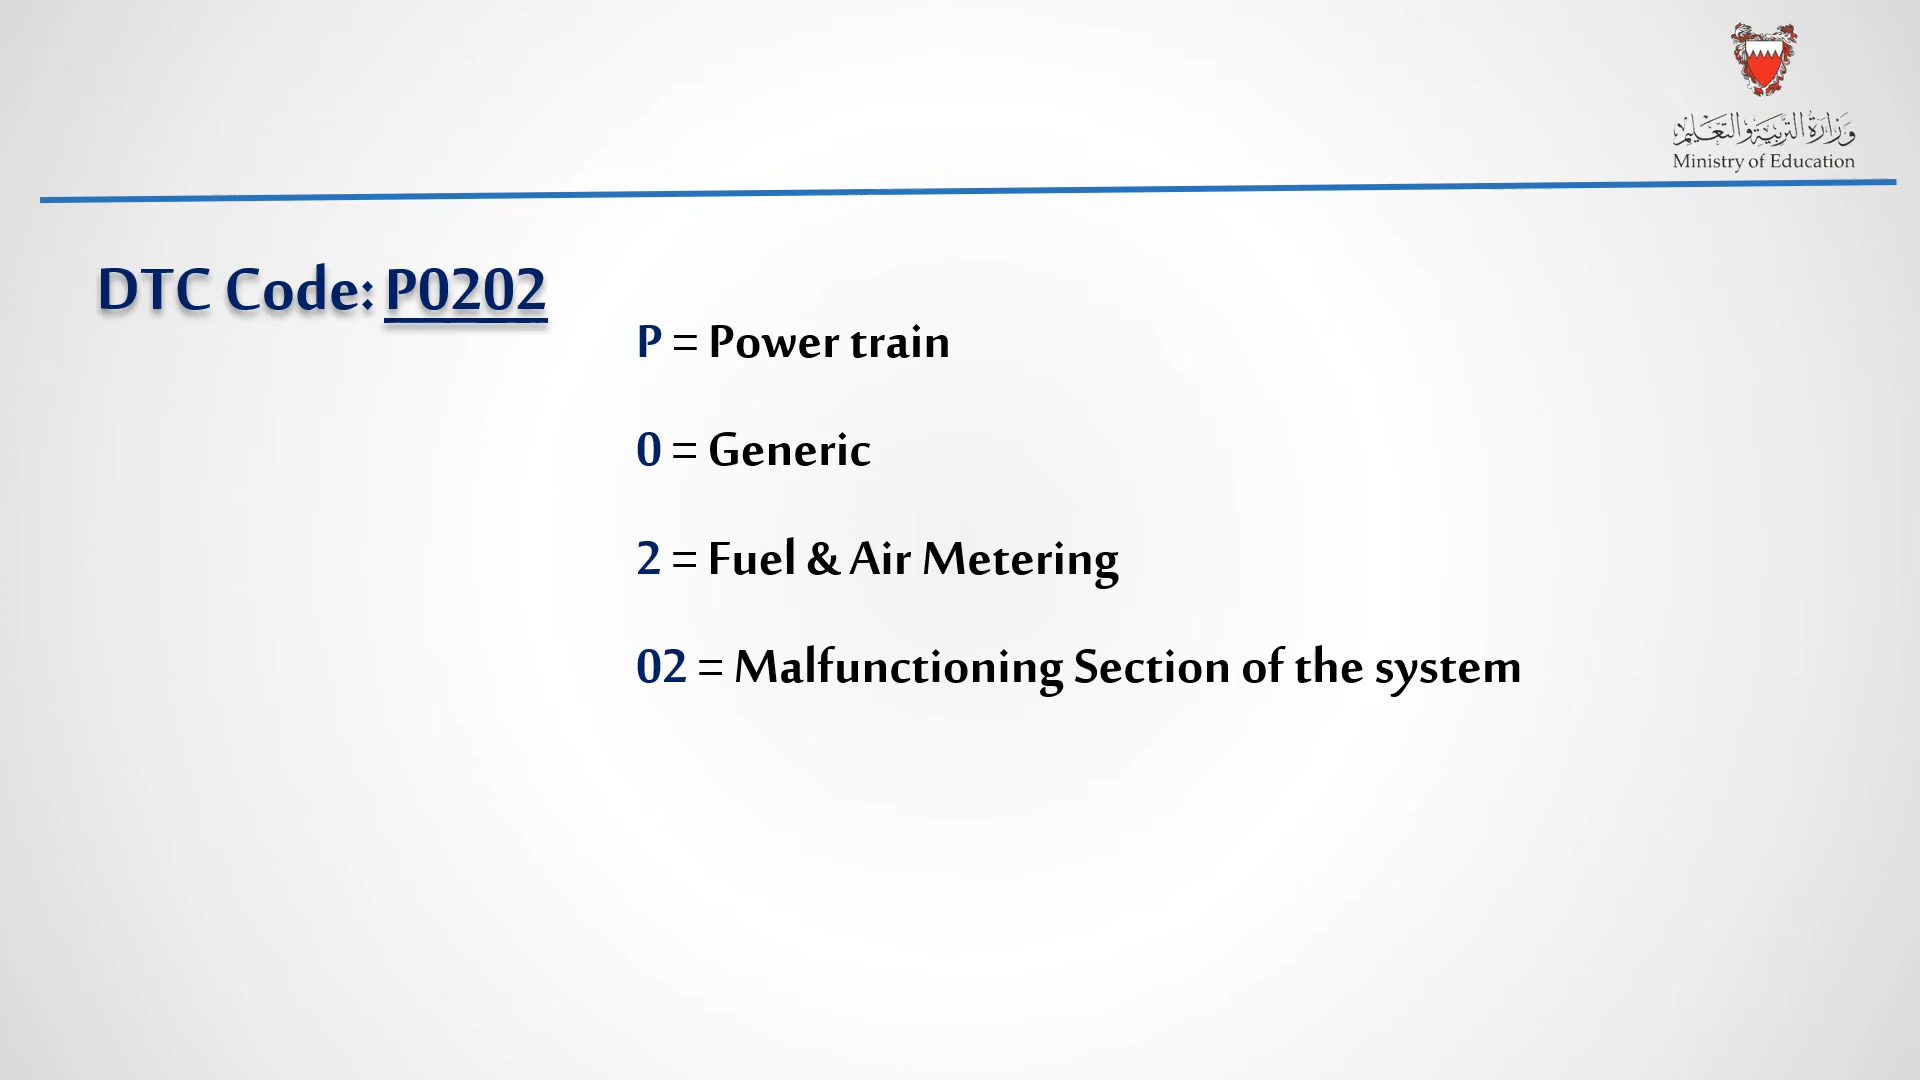 وزارة التربية والتعليم
Ministry of Education
DTC Code: P0202
P = Power train
0 = Generic
2 = Fuel & Air Metering
02 = Malfunctioning Section of the system